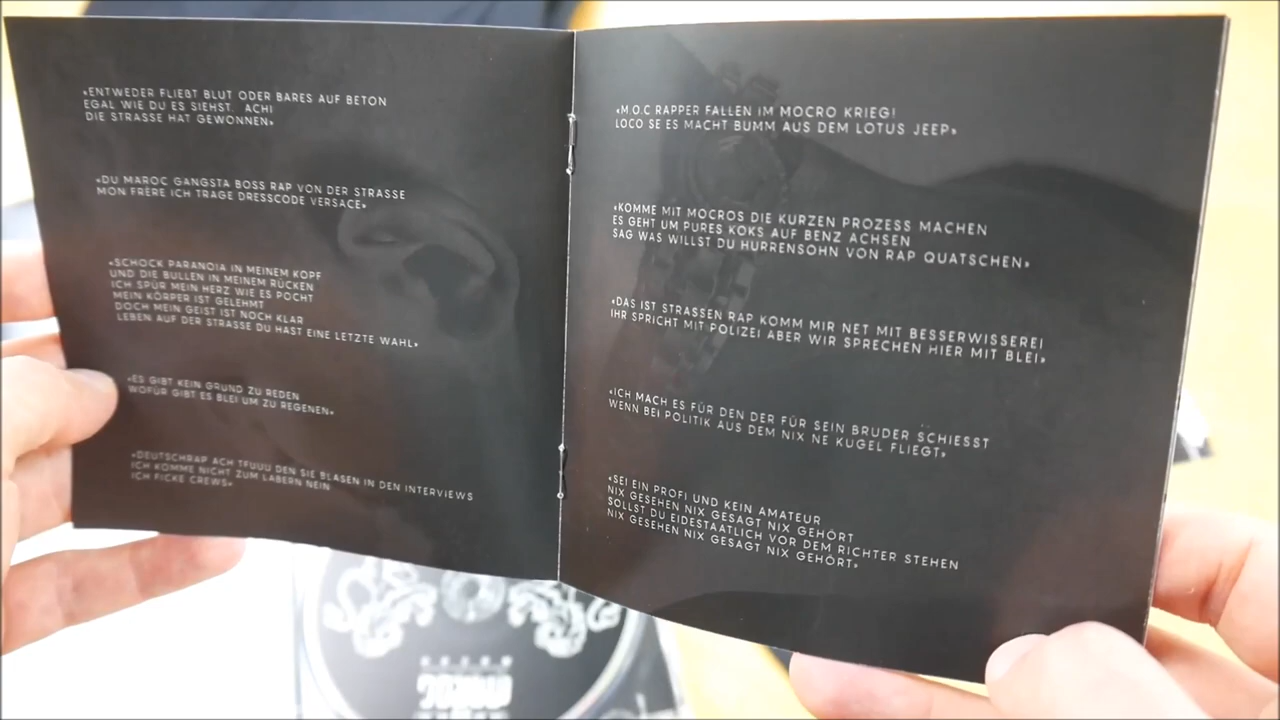 «ENTWEDER FLIEßT BLUT ODER BARES AUF BETON
EGAL WIE DU ES SIEHST. ACHI
DIE STRASSE HAT GEWONNEN»
«DU MAROC GANGSTA BOSS RAP VON DER STRASSE
MON FRÈRE ICH TRAGE DRESSCODE VERSACE»
«SCHOCK PARANOIA IN MEINEM KOPF
UND DIE BULLEN IN MEINEM RÜCKEN
ICH SPÜR MEIN HERZ WIE ES POCHT
MEIN KÖRPER IST GELEHMT
DOCH MEIN GEIST IST NOCH KLAR
LEBEN AUF DER STRASSE DU HAST EINE LETZTE WAHL»
«ES GIBT KEIN GRUND ZU REDEN
WOFÜR GIBT ES BLEI UM ZU REGENEN»
«DEUTSCHRAP ACH TFUUU DEN SIE BLASEN IN DEN INTERVIEWS
ICH KOMME NICHT ZUM LABERN NEIN
ICH FICKE CREWS»
«M.O.C RAPPER FALLEN IM MOCRO KRIEG!
LOCO SE ES MACHT BUMM AUS DEM LOTUS JEEP»
«KOMME MIT MOCROS DIE KURZEN PROZESS MACHEN
ES GEHT UM PURES KOKS AUF BENZ ACHSEN
SAG WAS WILLST DU HURRENSOHN VON RAP QUATSCHEN»
«DAS IST STRASSEN RAP KOMM MIR NET MIT BESSERWISSEREI
IHR SPRICHT MIT POLIZEI ABER WIR SPRECHEN HIER MIT BLEI»
«ICH MACH ES FÜR DEN DER FÜR SEIN BRUDER SCHIESST
WENN BEI POLITIK AUS DEM NIX NE KUGEL FLIEGT»
«SEI EIN PROFI UND KEIN AMATEUR
NIX GESEHEN NIX GESAGT NIX GEHÖRT
SOLLST DU EIDESTAATLICH VOR DEM RICHTER STEHEN
NIX GESEHEN NIX GESAGT NIX GEHÖRT»